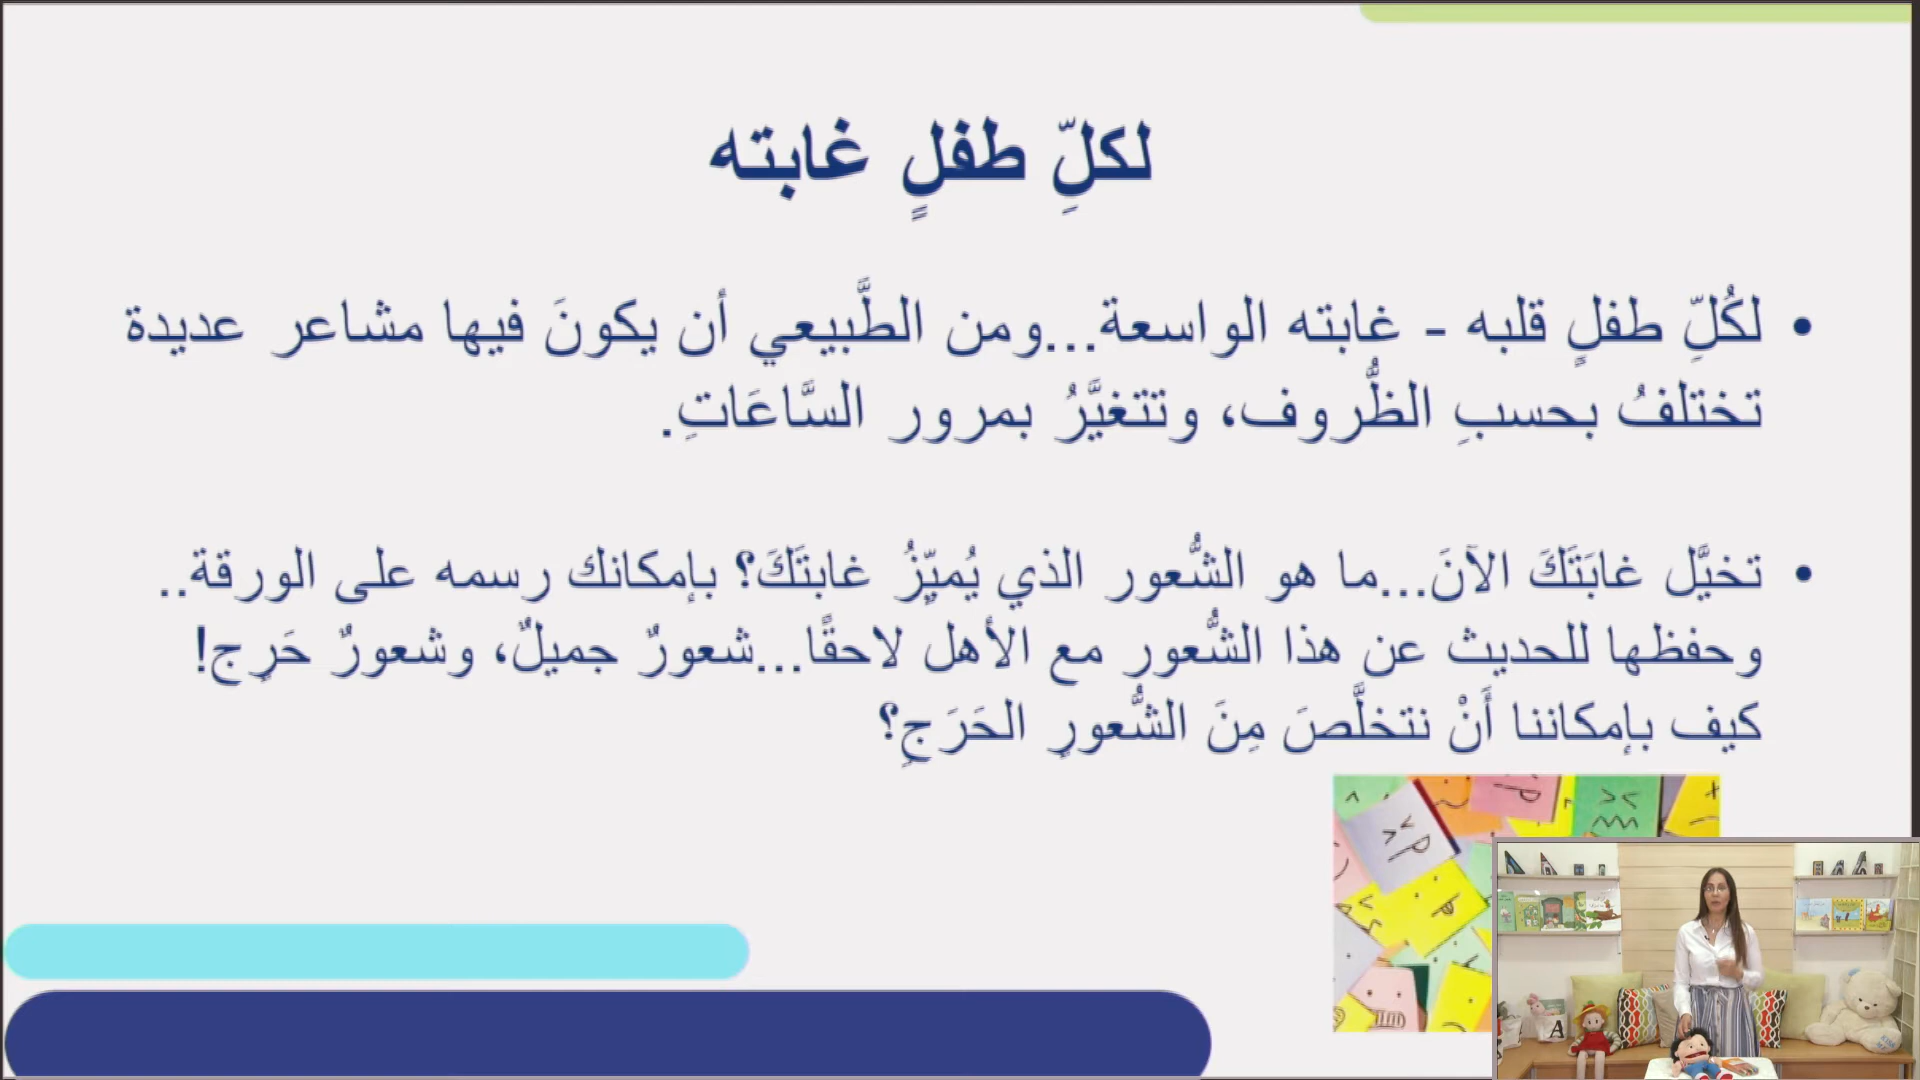 لكلِّ طفلٍ غابته
• لكُلِّ طفلٍ قلبه - غابته الواسعة...ومن الطَّبيعي أن يكونَ فيها مشاعر عديدة
تختلفُ بحسبِ الظُّروف، وتتغيَّرُ بمرور السَّاعَاتِ.
• تخيَّل غابَتَكَ الآنَ...ما هو الشُّعور الذي يُميِّزُ غابتَكَ؟ بإمكانك رسمه على الورقة..
وحفظها للحديث عن هذا الشُّعور مع الأهل لاحقًا...شعورٌ جميلٌ، وشعورٌ حَرِج!
كيف بإمكاننا أَنْ نتخلَّصَ مِنَ الشُّعورِ الحَرَجِ؟
A